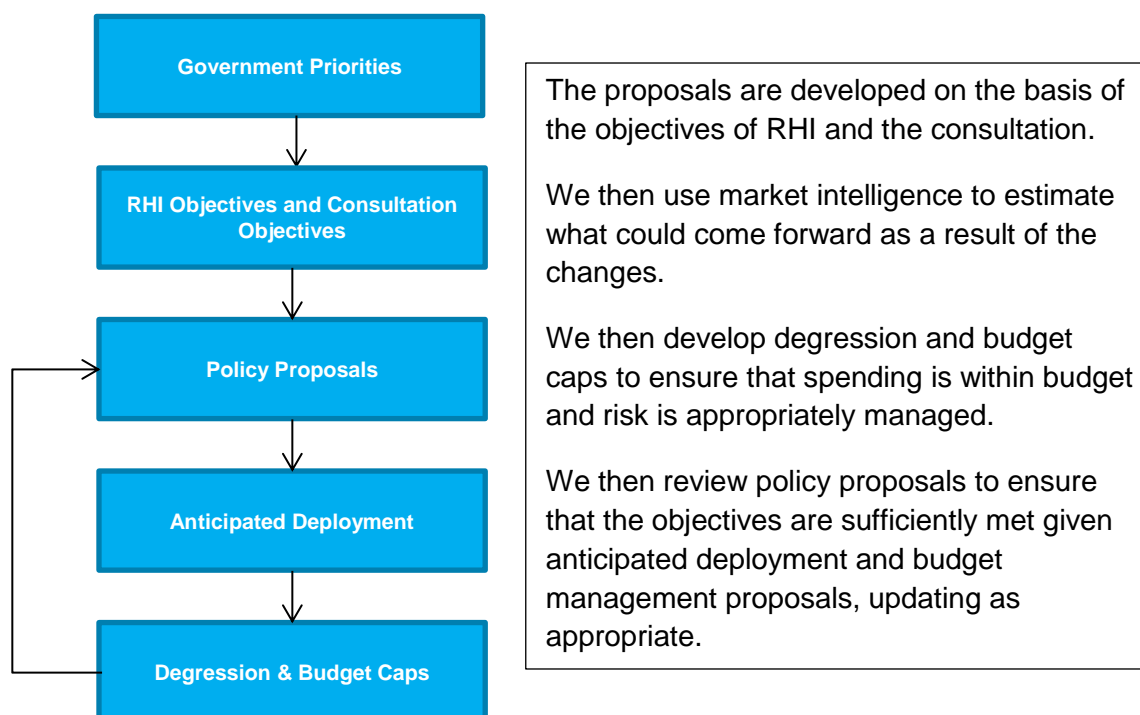 Government Priorities
RHI Objectives and Consultation
Objectives
Policy Proposals
Anticipated Deployment
Degression & Budget Caps
The proposals are developed on the basis of
the objectives of RHI and the consultation.
We then use market intelligence to estimate
what could come forward as a result of the
changes.
We then develop degression and budget
caps to ensure that spending is within budget
and risk is appropriately managed.
We then review policy proposals to ensure
that the objectives are sufficiently met given
anticipated deployment and budget
management proposals, updating as
appropriate.